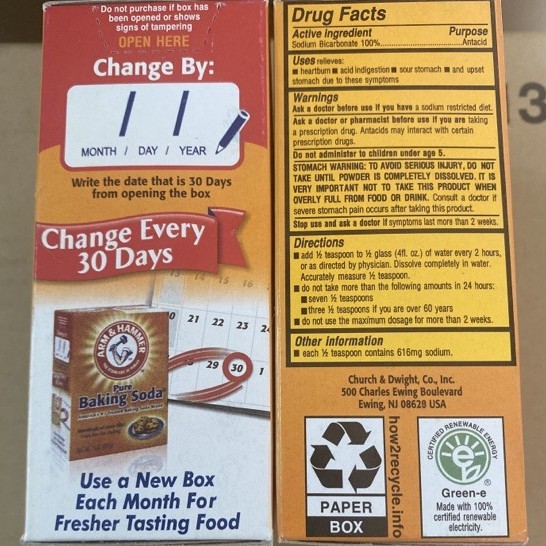 Do not purchase if box has
been opened or shows
signs of tampering
OPEN HERE
Change By:
/ /
MONTH / DAY / YEAR
Write the date that is 30 Days
from opening the box
Change Every
30 Days
13 14 15 16
20 21 22 23 24
29 30 1
ARM & HAMMER
Pure
Baking Soda
Use a New Box
Each Month For
Fresher Tasting Food
Drug Facts
Active ingredient Purpose
Sodium Bicarbonate 100%...Antacid
Uses relieves:
■ heartburn ■ acid indigestion ■ sour stomach ■ and upset
stomach due to these symptoms
Warnings
Ask a doctor before use if you have a sodium restricted diet.
Ask a doctor or pharmacist before use if you are taking
a prescription drug. Antacids may interact with certain
prescription drugs.
Do not administer to children under age 5.
STOMACH WARNING: TO AVOID SERIOUS INJURY, DO NOT
TAKE UNTIL POWDER IS COMPLETELY DISSOLVED. IT IS
VERY IMPORTANT NOT TO TAKE THIS PRODUCT WHEN
OVERLY FULL FROM FOOD OR DRINK. Consult a doctor if
severe stomach pain occurs after taking this product.
Stop use and ask a doctor if symptoms last more than 2 weeks.
Directions
■ add ½ teaspoon to ½ glass (4fl. oz.) of water every 2 hours,
or as directed by physician. Dissolve completely in water.
Accurately measure ½ teaspoon.
■ do not take more than the following amounts in 24 hours:
■ seven ½ teaspoons
■ three ½ teaspoons if you are over 60 years
■ do not use the maximum dosage for more than 2 weeks.
Other information
■ each ½ teaspoon contains 616mg sodium.
Church & Dwight, Co., Inc.
500 Charles Ewing Boulevard
Ewing, NJ 08628 USA
PAPER
BOX
how2recycle.info
CERTIFIED RENEWABLE ENERGY
Green-e
Made with 100%
certified renewable
electricity.
3